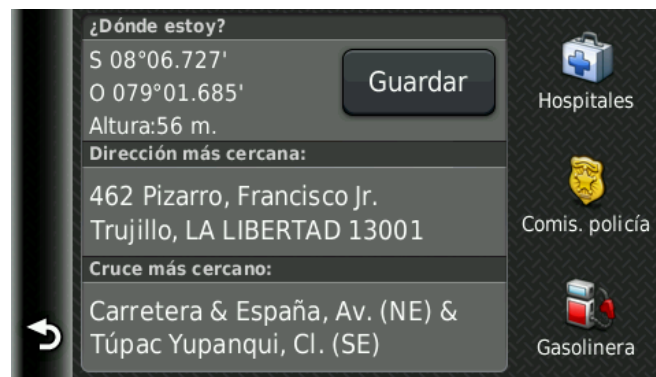 ¿Dónde estoy?
S 08°06.727'
O 079°01.685'
Altura:56 m.
Guardar
Dirección más cercana:
462 Pizarro, Francisco Jr.
Trujillo, LA LIBERTAD 13001
Cruce más cercano:
Carretera & España, Av. (NE) &
Túpac Yupanqui, Cl. (SE)
Hospitales
Comis. policía
Gasolinera